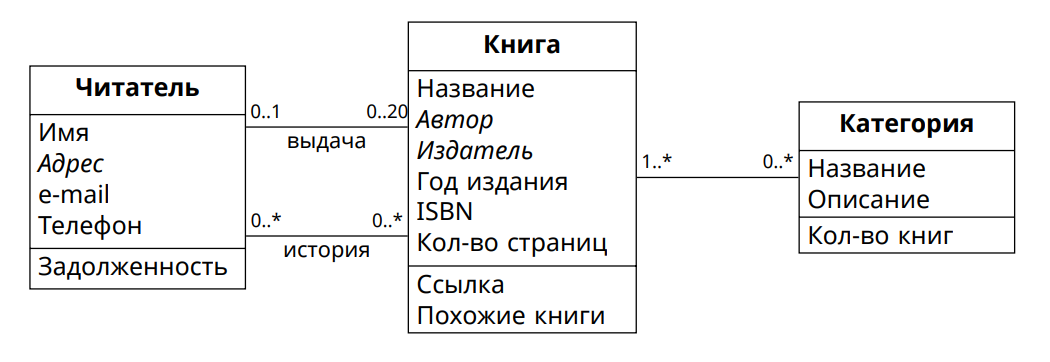 Читатель
Имя
Адрес
e-mail
Телефон
Задолженность
0..1
0..20
выдача
0..*
0..*
история
Книга
Название
Автор
Издатель
Год издания
ISBN
Кол-во страниц
Ссылка
Похожие книги
1..*
0..*
Категория
Название
Описание
Кол-во книг